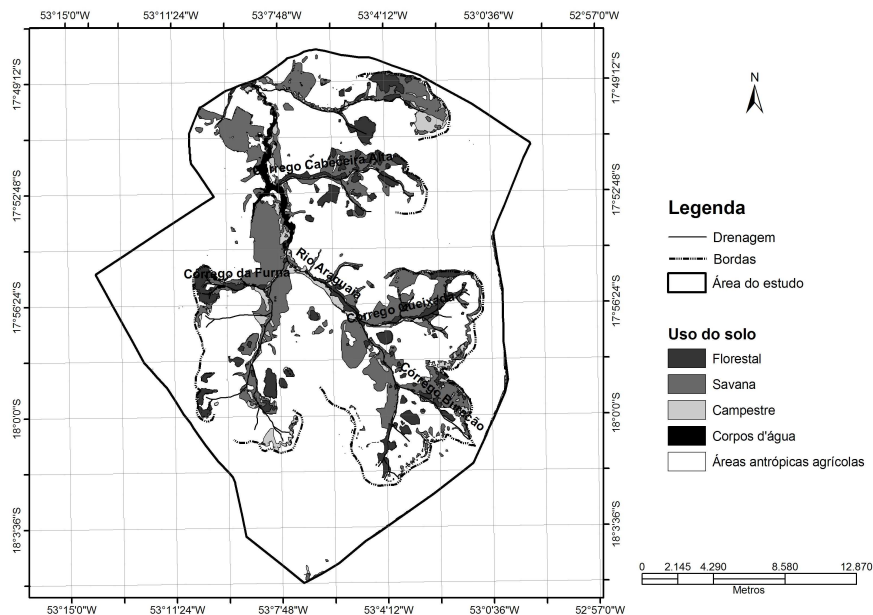 53°15'0"W 53°11'24"W 53°7'48"W 53°4'12"W 53°0'36"W 52°57'0"W
17°49'12"S 17°49'12"S
17°52'48"S 17°52'48"S
17°56'24"S 17°56'24"S
18°0'0"S 18°0'0"S
18°3'36"S 18°3'36"S
Córrego Cabeceira Alta
Rio Araguaia
Córrego da Furna
Córrego Queixada
Córrego Buracão
53°15'0"W 53°11'24"W 53°7'48"W 53°4'12"W 53°0'36"W 52°57'0"W
N
Legenda
Drenagem
Bordas
Área do estudo
Uso do solo
Florestal
Savana
Campestre
Corpos d'água
Áreas antrópicas agrícolas
0 2.145 4.290 8.580 12.870
Metros